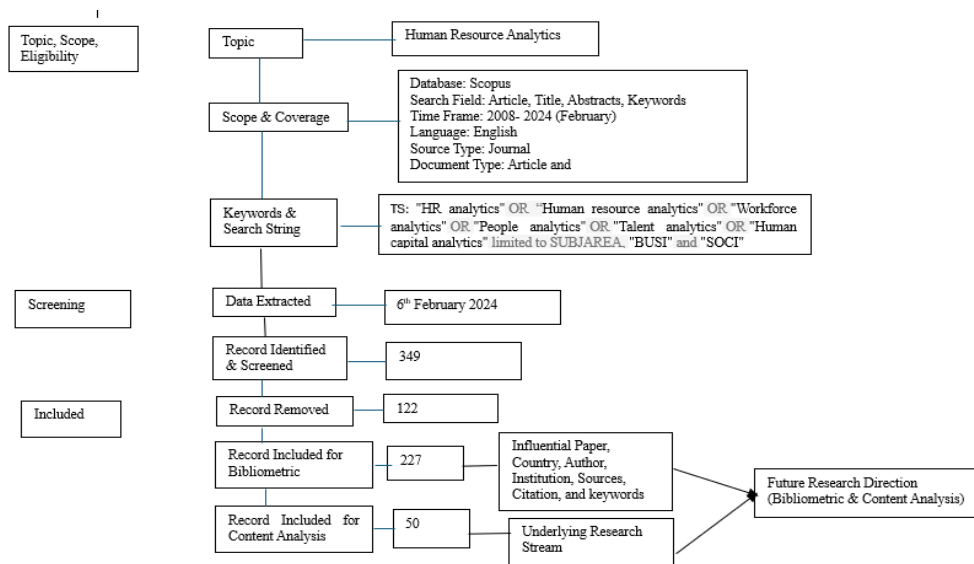 Topic, Scope,
Eligibility
Topic
Human Resource Analytics
Scope & Coverage
Database: Scopus
Search Field: Article, Title, Abstracts, Keywords
Time Frame: 2008- 2024 (February)
Language: English
Source Type: Journal
Document Type: Article and
Keywords &
Search String
TS: "HR analytics" OR "Human resource analytics" OR "Workforce
analytics" OR "People analytics" OR "Talent analytics" OR "Human
capital analytics" limited to SUBJAREA, "BUSI" and "SOCI"
Screening
Data Extracted
6th February 2024
Record Identified
& Screened
349
Included
Record Removed
122
Record Included for
Bibliometric
227
Influential Paper,
Country, Author,
Institution, Sources,
Citation, and keywords
Future Research Direction
(Bibliometric & Content Analysis)
Record Included for
Content Analysis
50
Underlying Research
Stream